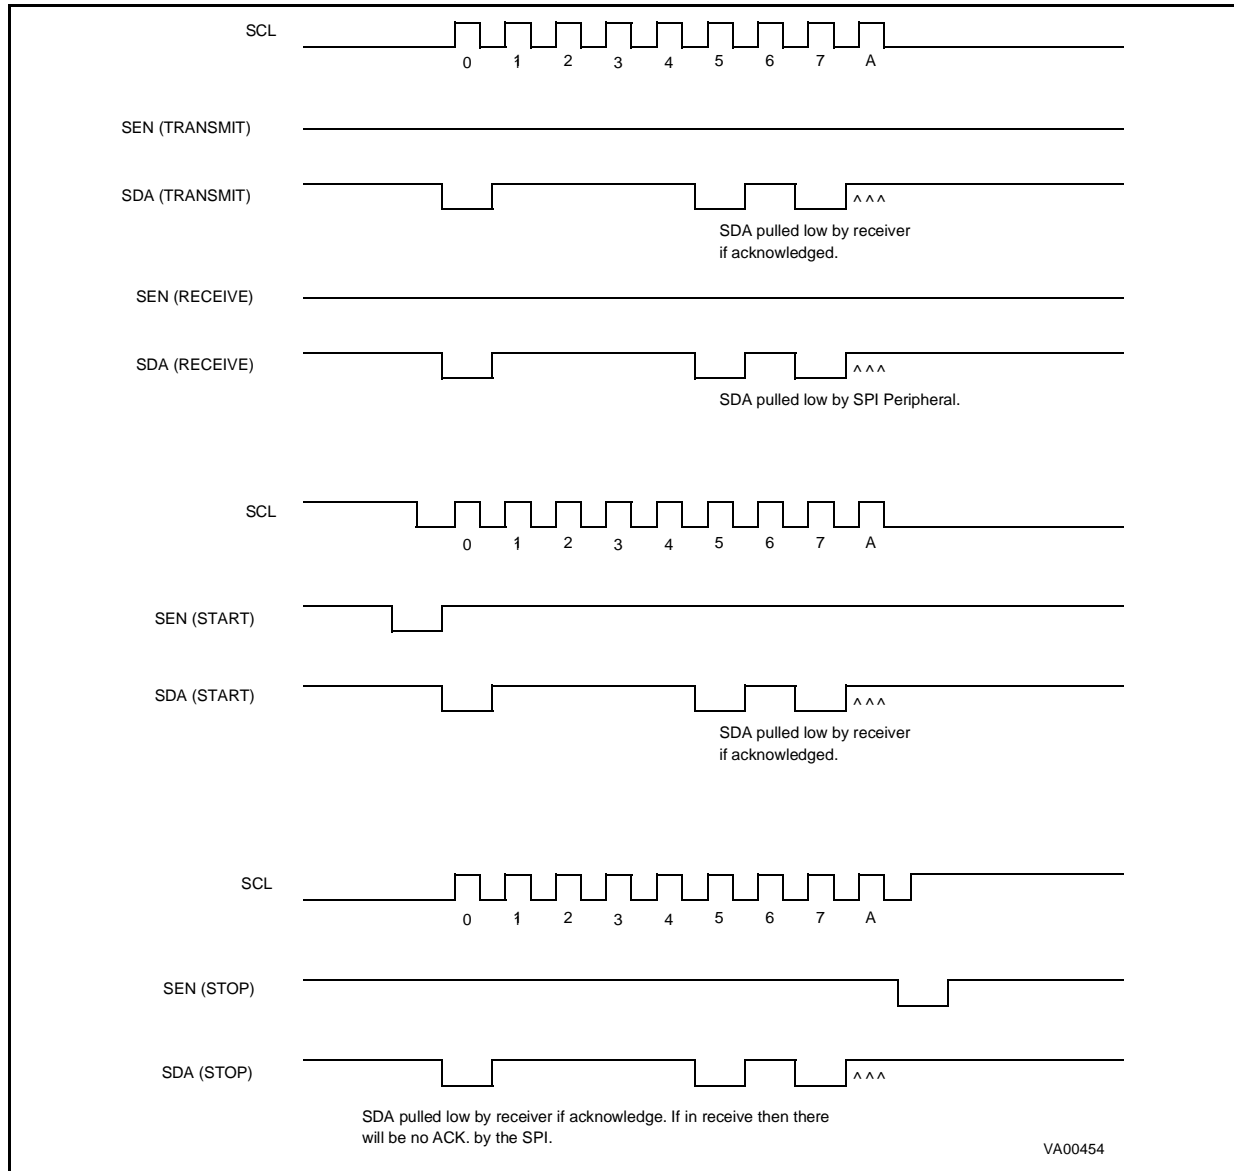 SCL
0 1 2 3 4 5 6 7 A
SEN (TRANSMIT)
SDA (TRANSMIT)
^ ^ ^
SDA pulled low by receiver
if acknowledged.
SEN (RECEIVE)
SDA (RECEIVE)
^ ^ ^
SDA pulled low by SPI Peripheral.
SCL
0 1 2 3 4 5 6 7 A
SEN (START)
SDA (START)
^ ^ ^
SDA pulled low by receiver
if acknowledged.
SCL
0 1 2 3 4 5 6 7 A
SEN (STOP)
SDA (STOP)
^ ^ ^
SDA pulled low by receiver if acknowledge. If in receive then there
will be no ACK. by the SPI.
VA00454